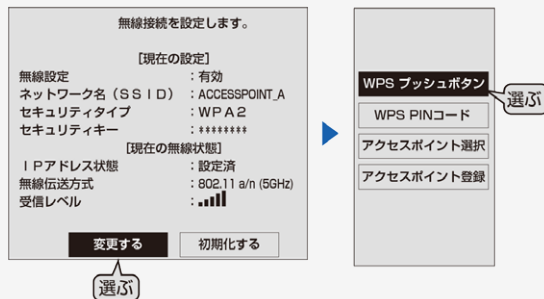 無線接続を設定します。
[現在の設定]
無線設定 : 有効
ネットワーク名(SSID) : ACCESSPOINT_A
セキュリティタイプ : WPA2
セキュリティキー : ********
[現在の無線状態]
IPアドレス状態 : 設定済
無線伝送方式 : 802.11 a/n (5GHz)
受信レベル :
変更する 初期化する
選ぶ
WPS プッシュボタン
選ぶ
WPS PINコード
アクセスポイント選択
アクセスポイント登録